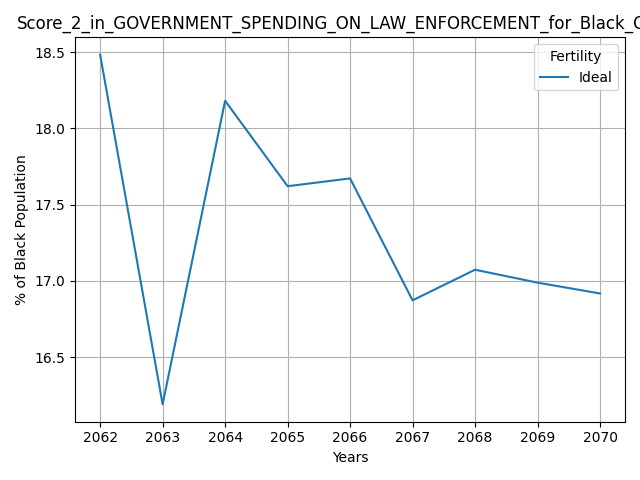 Score_2_in_GOVERNMENT_SPENDING_ON_LAW_ENFORCEMENT_for_Black_
Fertility
Ideal
18.5
18.0
17.5
17.0
16.5
% of Black Population
2062 2063 2064 2065 2066 2067 2068 2069 2070
Years